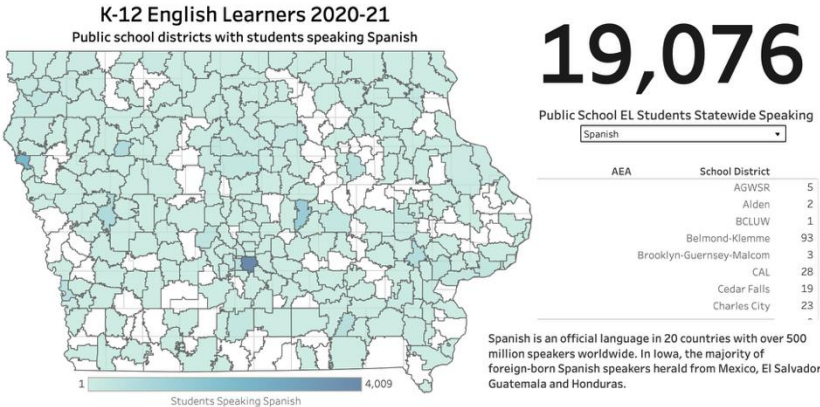 K-12 English Learners 2020-21
Public school districts with students speaking Spanish
1
4,009
Students Speaking Spanish
19,076
Public School EL Students Statewide Speaking
Spanish
AEA School District
AGWSR 5
Alden 2
BCLUW 1
Belmond-Klemme 93
Brooklyn-Guernsey-Malcom 3
CAL 28
Cedar Falls 19
Charles City 23
Spanish is an official language in 20 countries with over 500
million speakers worldwide. In Iowa, the majority of
foreign-born Spanish speakers herald from Mexico, El Salvador
Guatemala and Honduras.